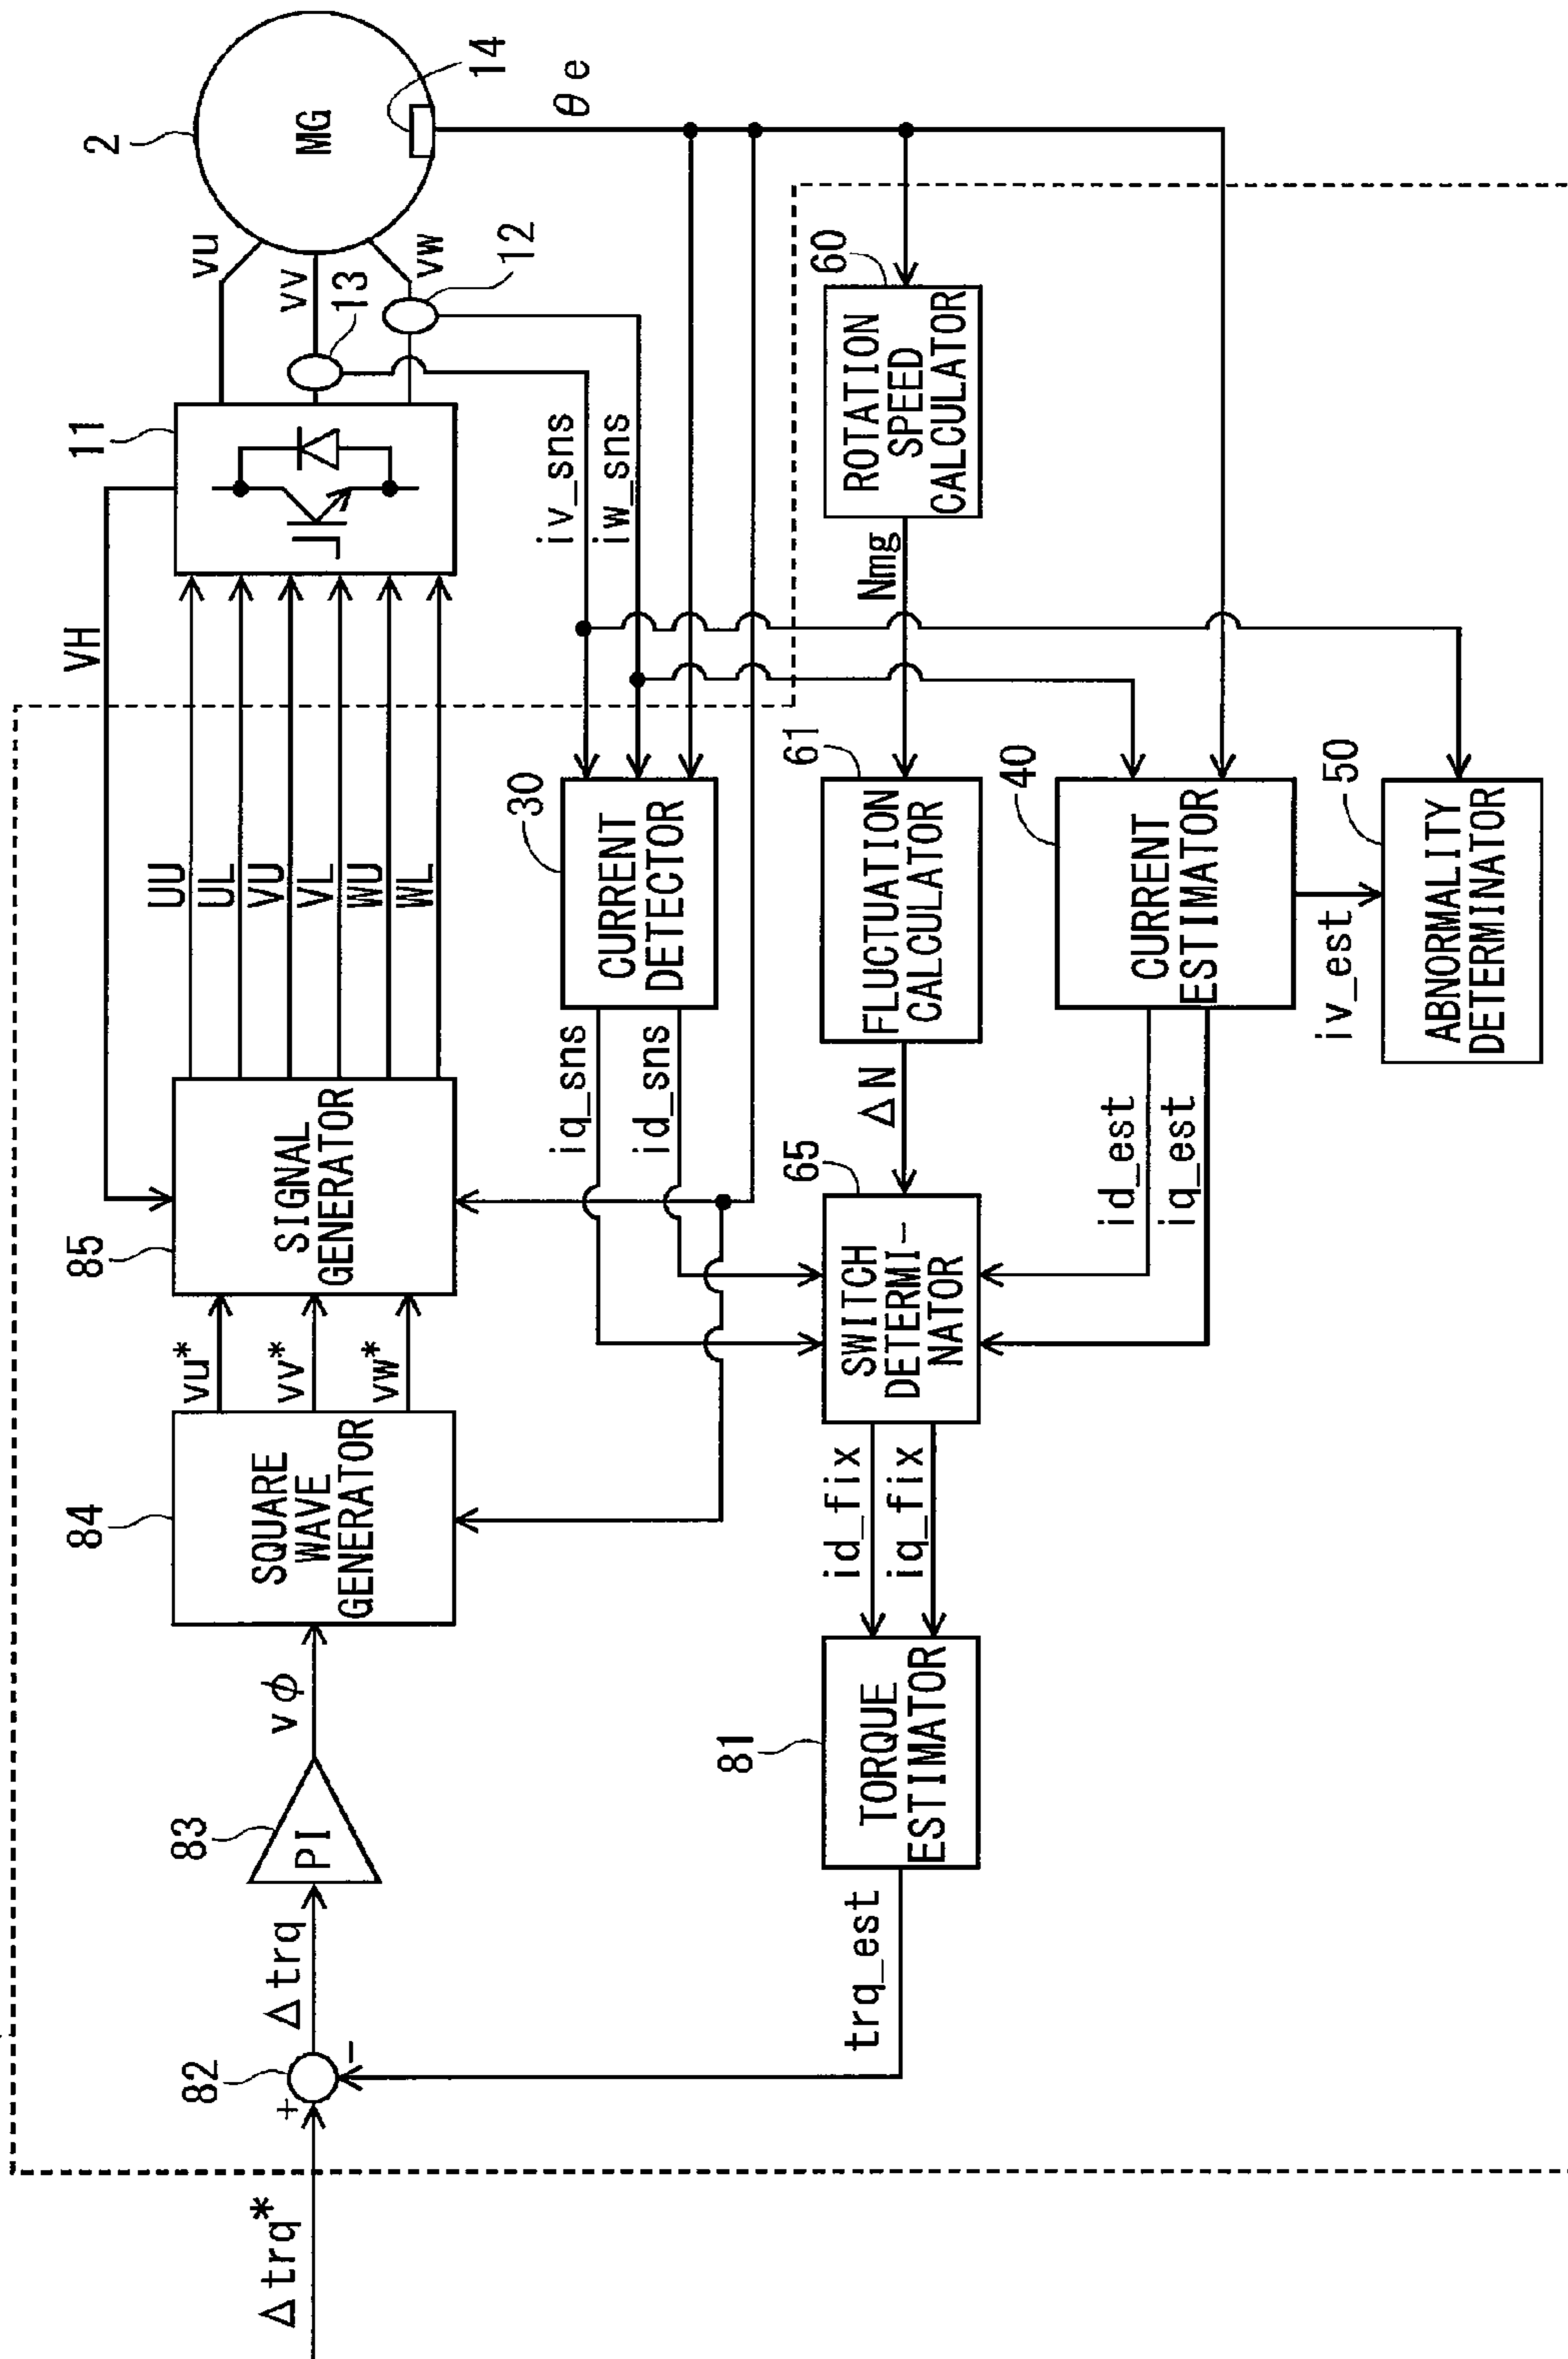 Δtrq*
82
+
-
Δtrq
83
PI
vφ
84
SQUARE
WAVE
GENERATOR
vu*
vv*
vw*
85
SIGNAL
GENERATOR
VH
UU
UL
VU
VL
WU
WL
11
vu
vv
vw
13
12
2
MG
14
θe
iv_sns
iw_sns
30
CURRENT
DETECTOR
iq_sns
id_sns
60
ROTATION
SPEED
CALCULATOR
Nmg
61
FLUCTUATION
CALCULATOR
ΔN
65
SWITCH
DETERMI-
NATOR
id_fix
iq_fix
81
TORQUE
ESTIMATOR
trq_est
40
CURRENT
ESTIMATOR
id_est
iq_est
iv_est
50
ABNORMALITY
DETERMINATOR